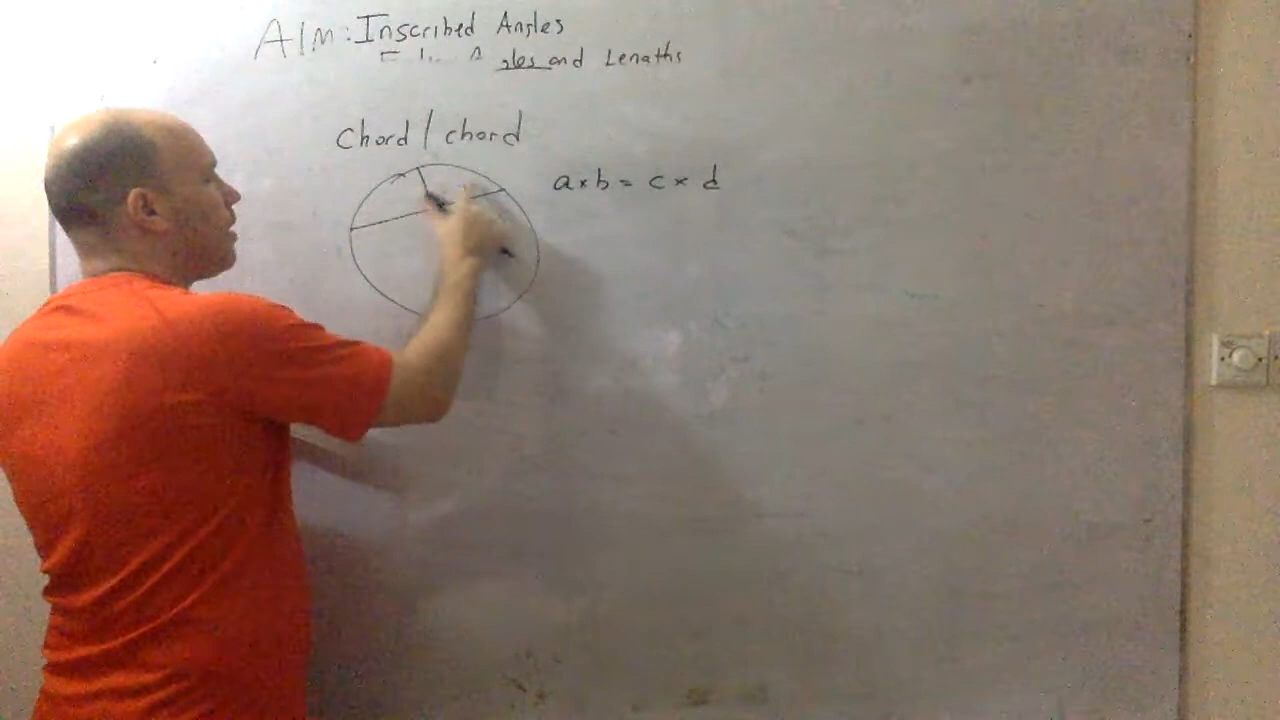 AIM: Inscribed Angles
and Lengths
Chord / chord
a×b = c×d